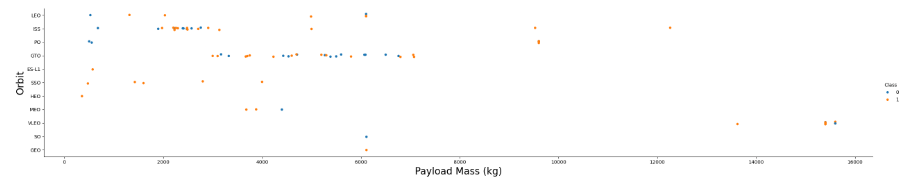 LEO
ISS
PO
GTO
ES-L1
SSO
HEO
MEO
VLEO
SO
GEO
Orbit
0
2000
4000
6000
8000
10000
12000
14000
16000
Payload Mass (kg)
Class
0
1